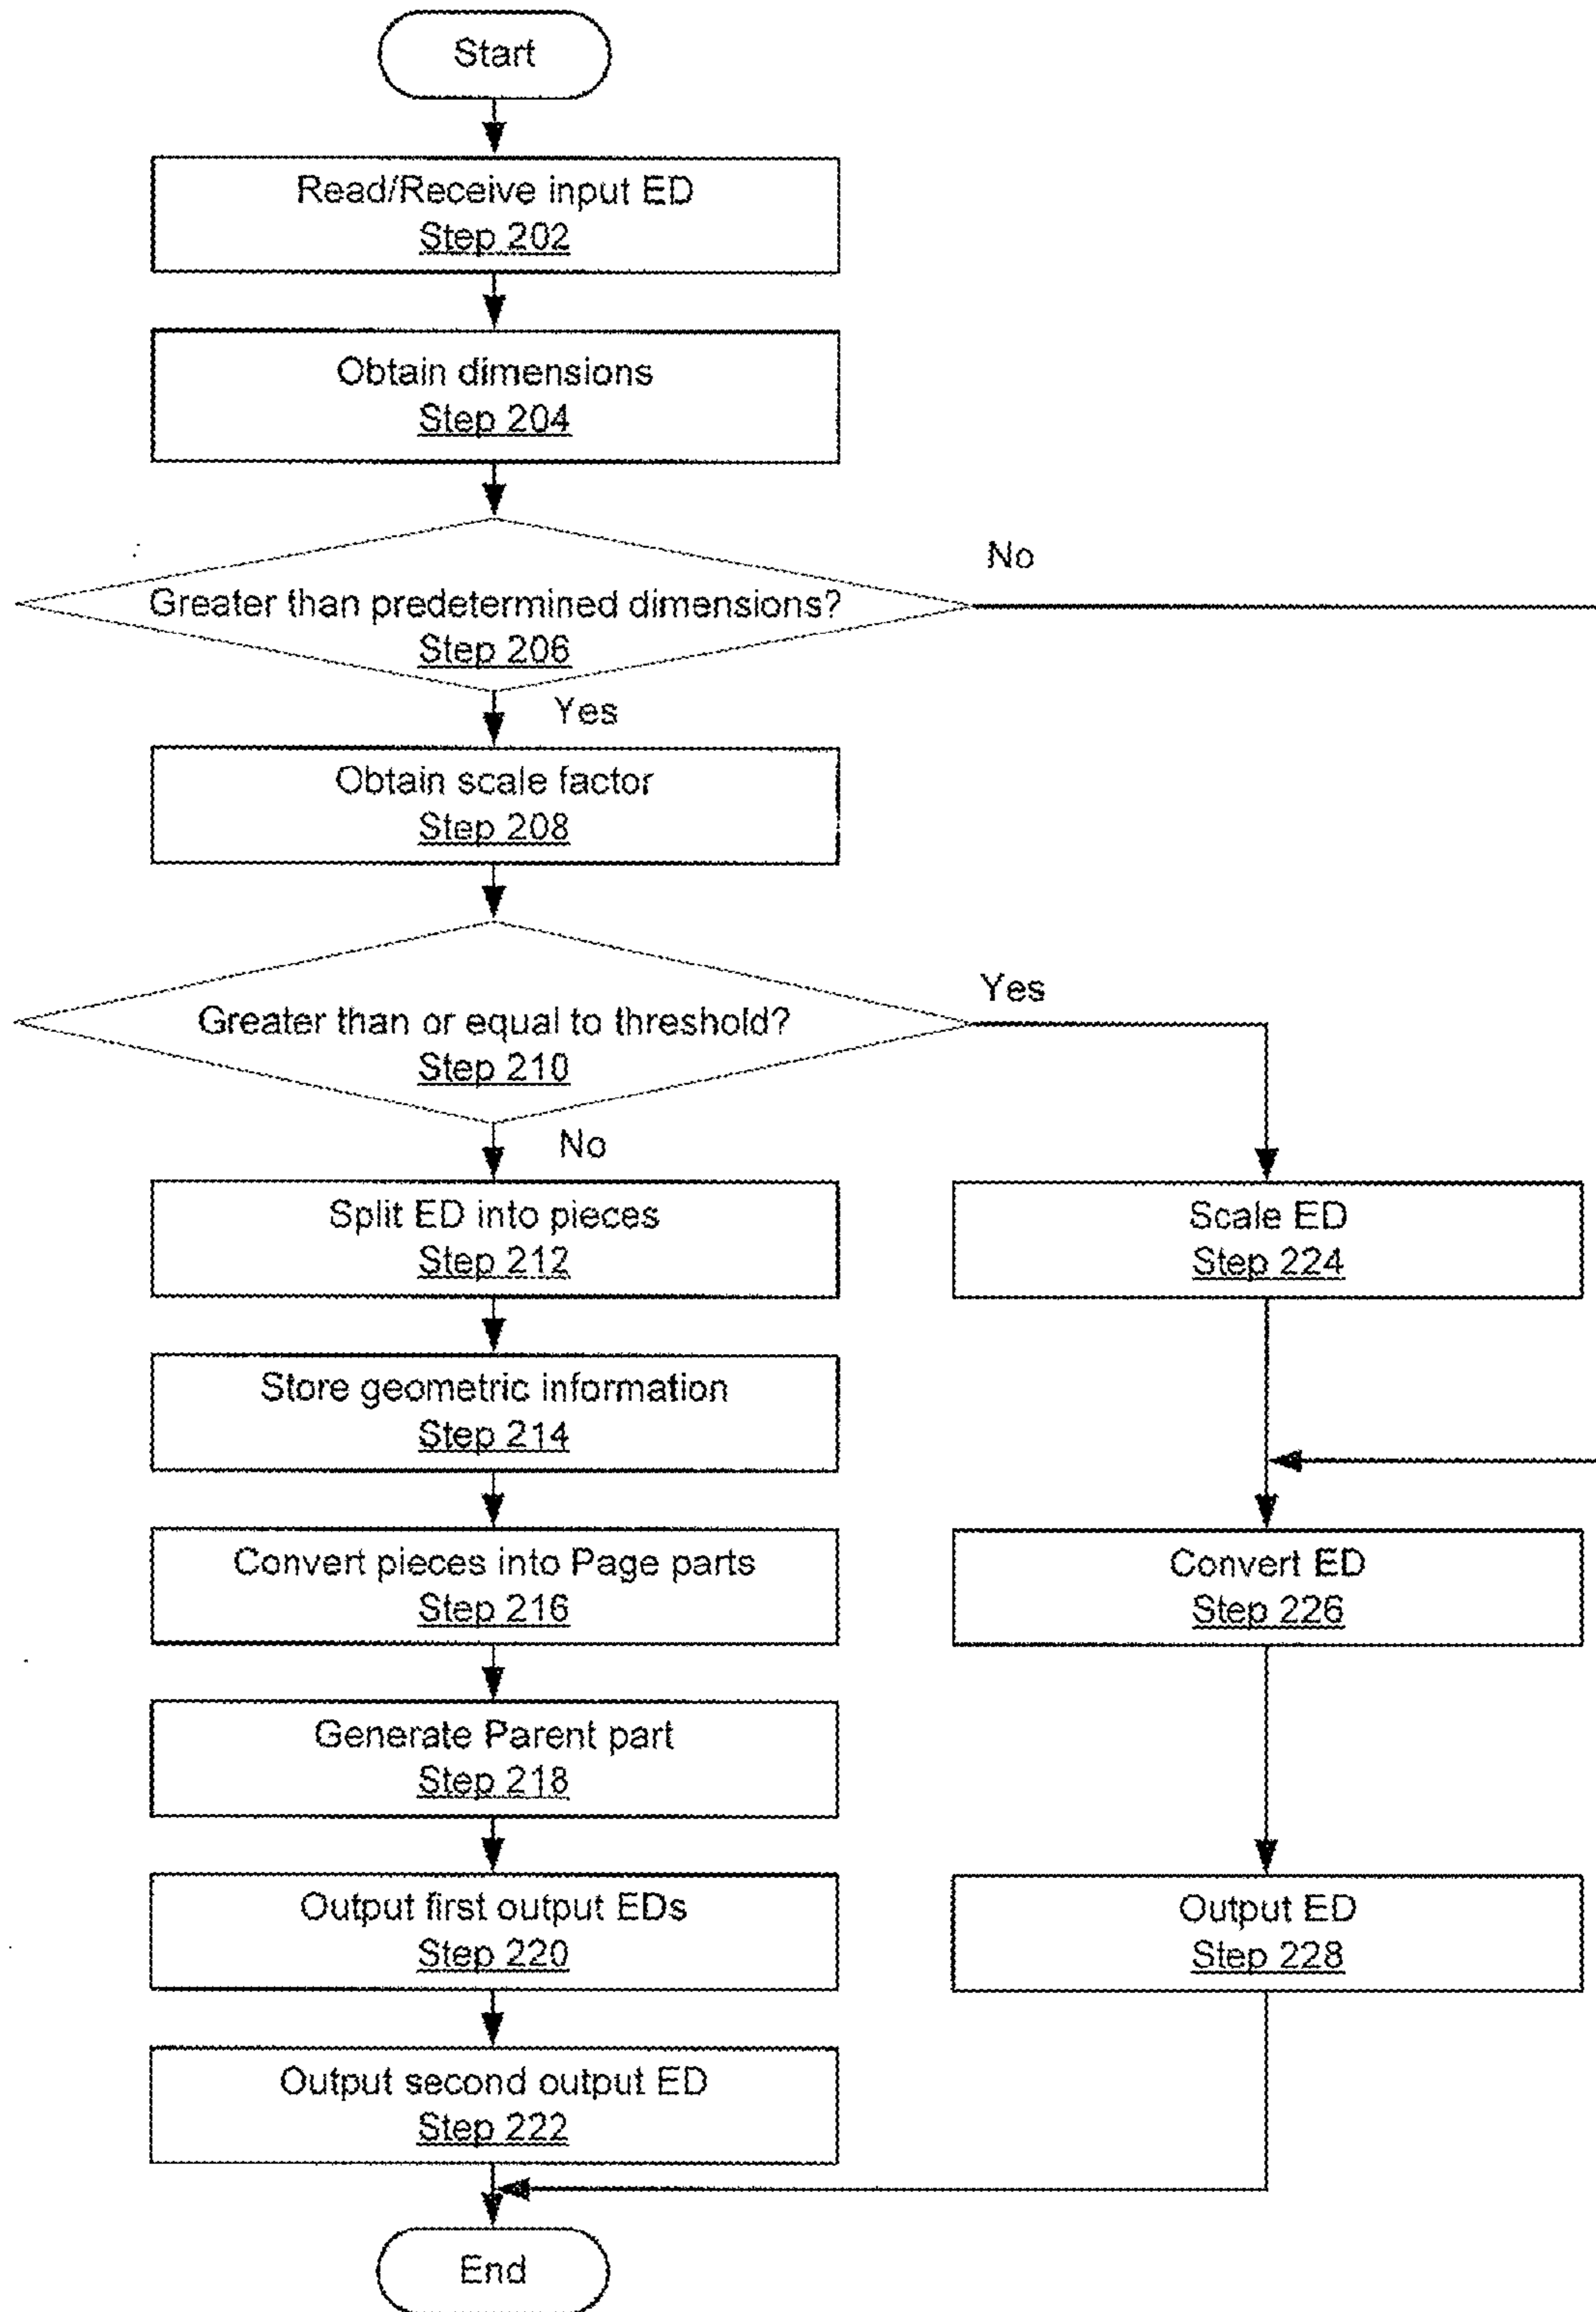 Start
Read/Receive input ED
Step 202
Obtain dimensions
Step 204
No
Greater than predetermined dimensions?
Step 206
Yes
Obtain scale factor
Step 208
Yes
Greater than or equal to threshold?
Step 210
No
Split ED into pieces
Step 212
Scale ED
Step 224
Store geometric information
Step 214
Convert pieces into Page parts
Step 216
Convert ED
Step 226
Generate Parent part
Step 218
Output first output EDs
Step 220
Output ED
Step 228
Output second output ED
Step 222
End